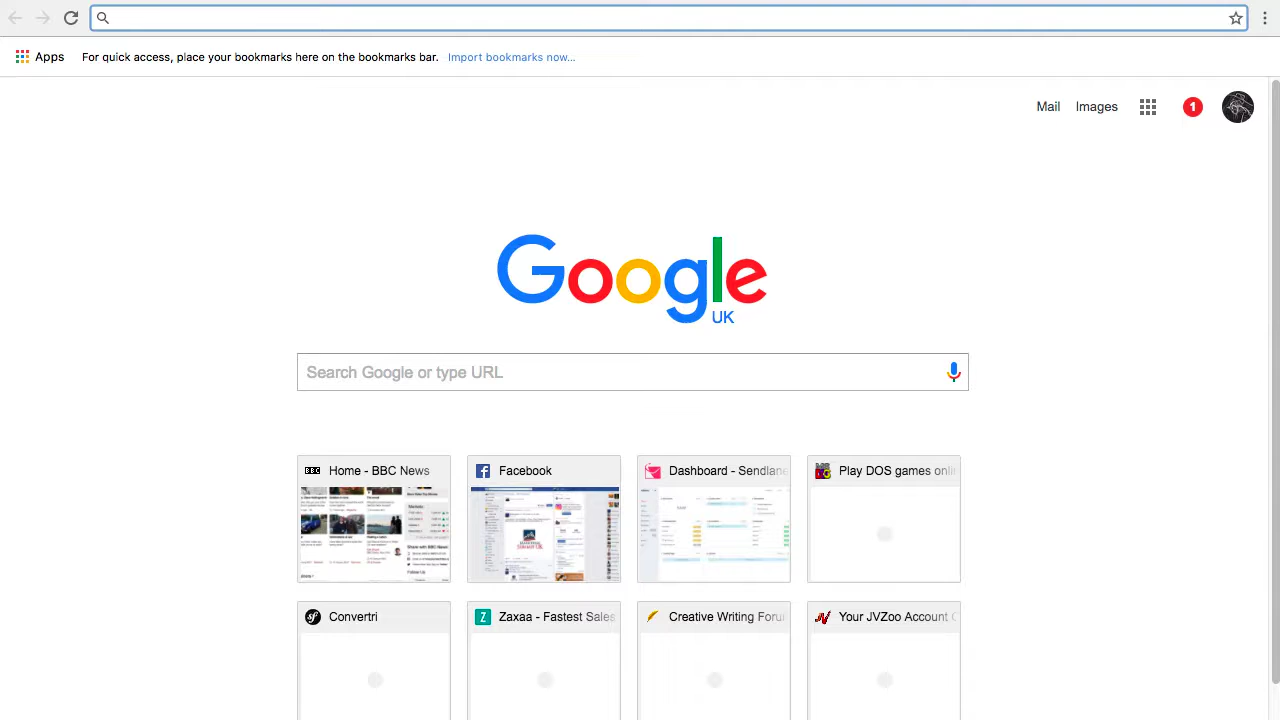 Apps For quick access, place your bookmarks here on the bookmarks bar. Import bookmarks now...
Mail Images 1
Google
UK
Search Google or type URL
BBC Home - BBC News
Facebook
Dashboard - Sendlane
Play DOS games onli
Convertri
Z Zaxaa - Fastest Sales
Creative Writing Foru
Your JVZoo Account